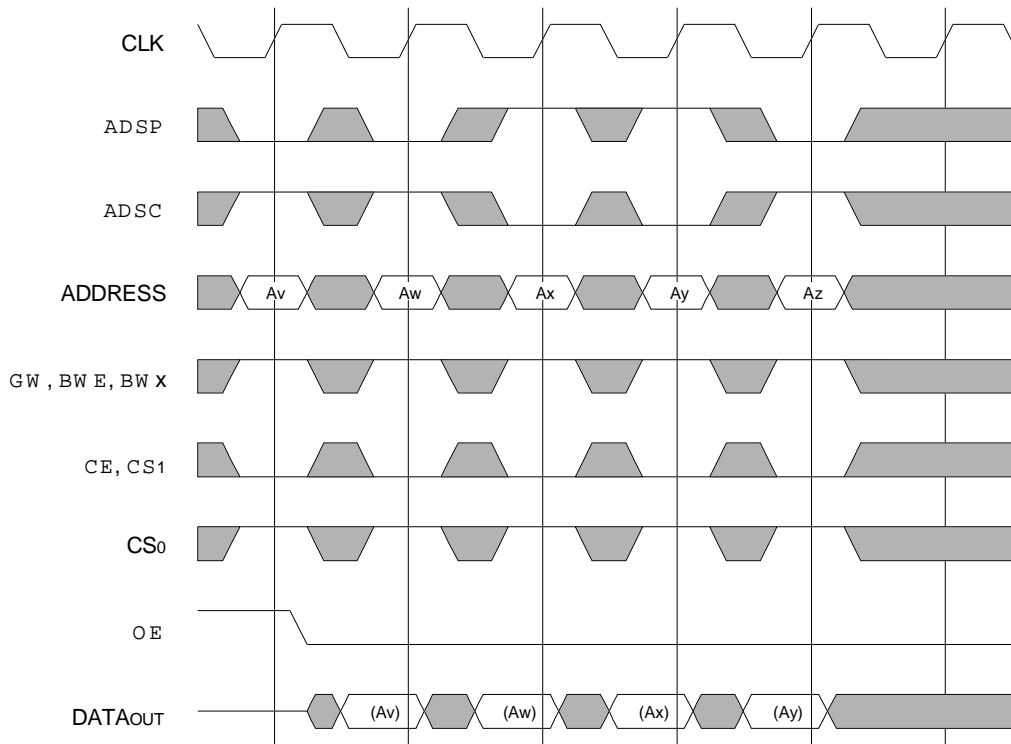 CLK
ADSP
ADSC
ADDRESS Av Aw Ax Ay Az
GW, BWE, BWx
CE, CS1
CS0
OE
DATAOUT (Av) (Aw) (Ax) (Ay)